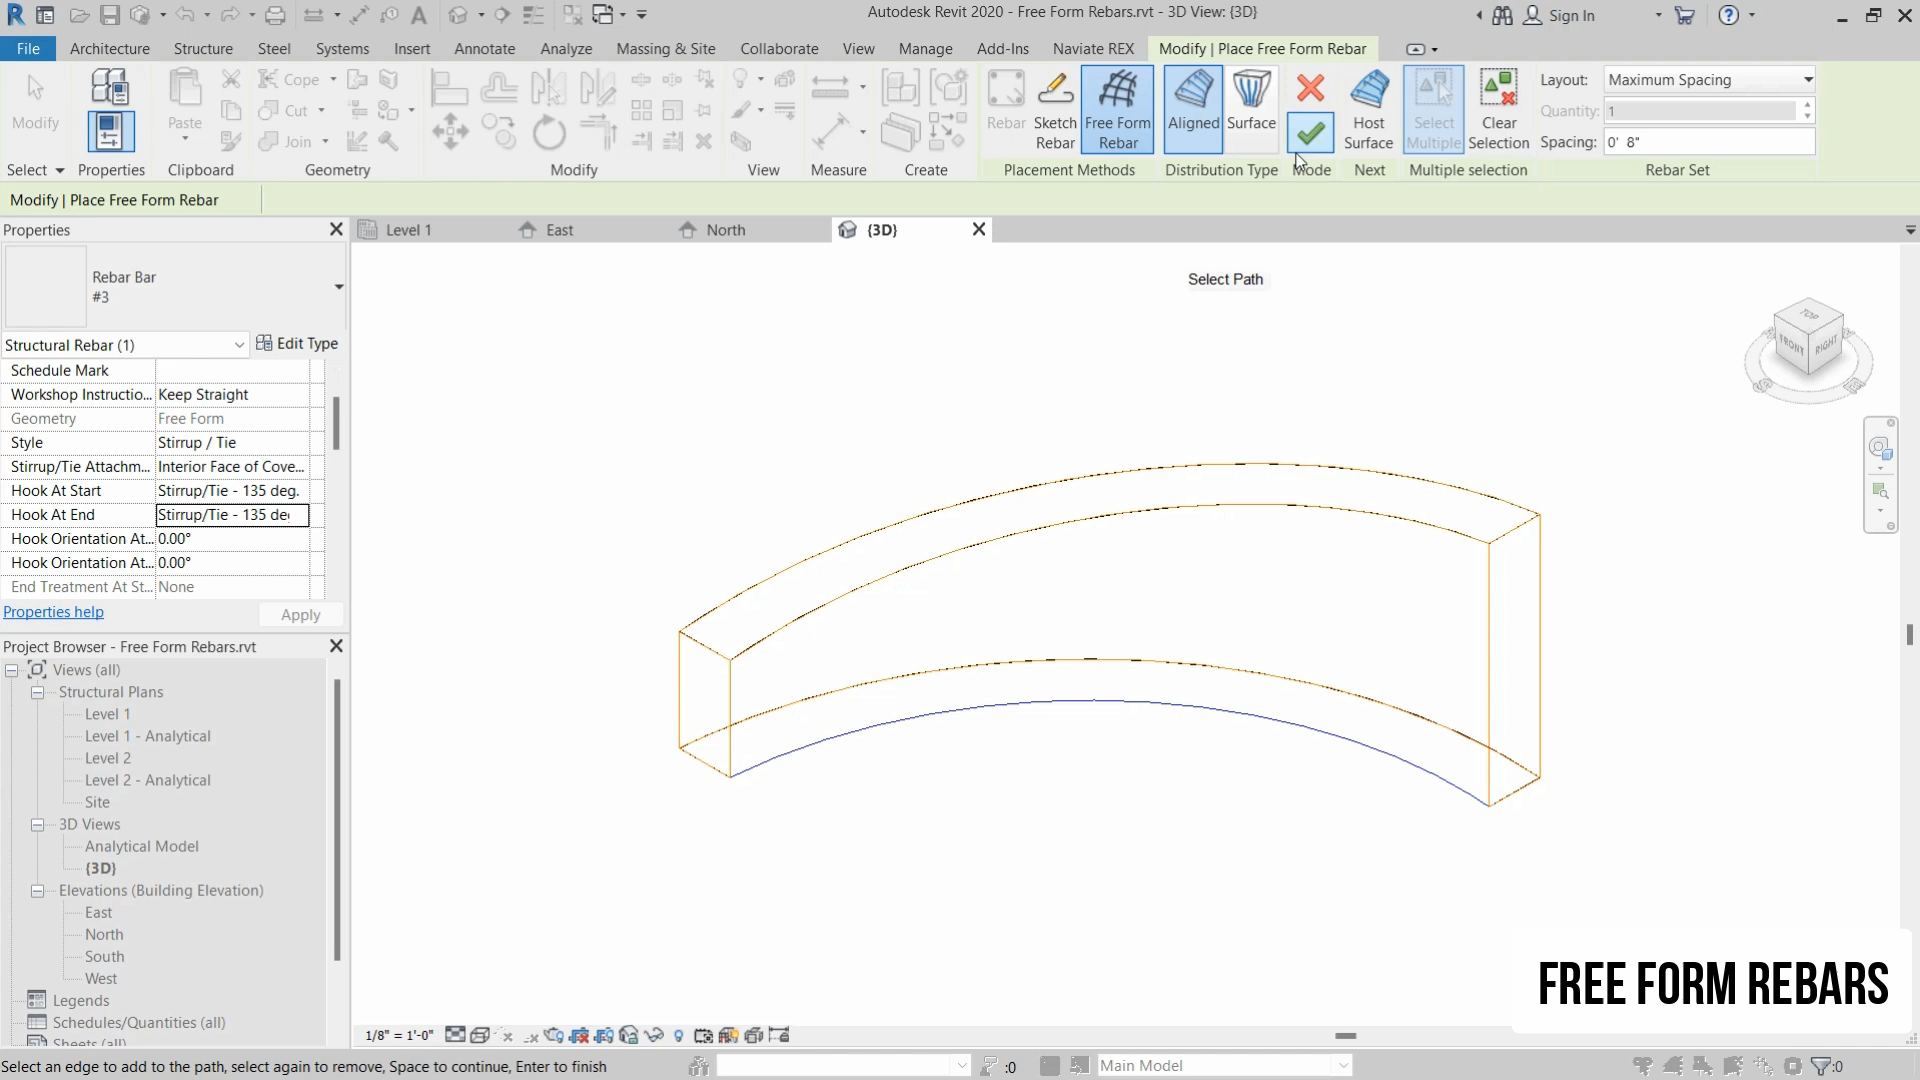 Autodesk Revit 2020 - Free Form Rebars.rvt - 3D View: {3D}
Sign In
File Architecture Structure Steel Systems Insert Annotate Analyze Massing & Site Collaborate View Manage Add-Ins Naviate REX Modify | Place Free Form Rebar
Modify
Paste
Cope
Cut
Join
Rebar
Sketch
Rebar
Free Form
Rebar
Aligned
Surface
Host
Surface
Select
Multiple
Clear
Selection
Layout: Maximum Spacing
Quantity: 1
Spacing: 0' 8"
Select Properties Clipboard Geometry Modify View Measure Create Placement Methods Distribution Type Mode Next Multiple selection Rebar Set
Modify | Place Free Form Rebar
Properties
Level 1 East North {3D}
Rebar Bar
#3
Structural Rebar (1) Edit Type
Schedule Mark
Workshop Instructio... Keep Straight
Geometry Free Form
Style Stirrup / Tie
Stirrup/Tie Attachm... Interior Face of Cove...
Hook At Start Stirrup/Tie - 135 deg.
Hook At End Stirrup/Tie - 135 de
Hook Orientation At... 0.00°
Hook Orientation At... 0.00°
End Treatment At St... None
Properties help Apply
Project Browser - Free Form Rebars.rvt
Views (all)
Structural Plans
Level 1
Level 1 - Analytical
Level 2
Level 2 - Analytical
Site
3D Views
Analytical Model
{3D}
Elevations (Building Elevation)
East
North
South
West
Legends
Schedules/Quantities (all)
Sheets (all)
Select Path
TOP
FRONT
RIGHT
FREE FORM REBARS
1/8" = 1'-0"
Select an edge to add to the path, select again to remove, Space to continue, Enter to finish
:0
Main Model
:0